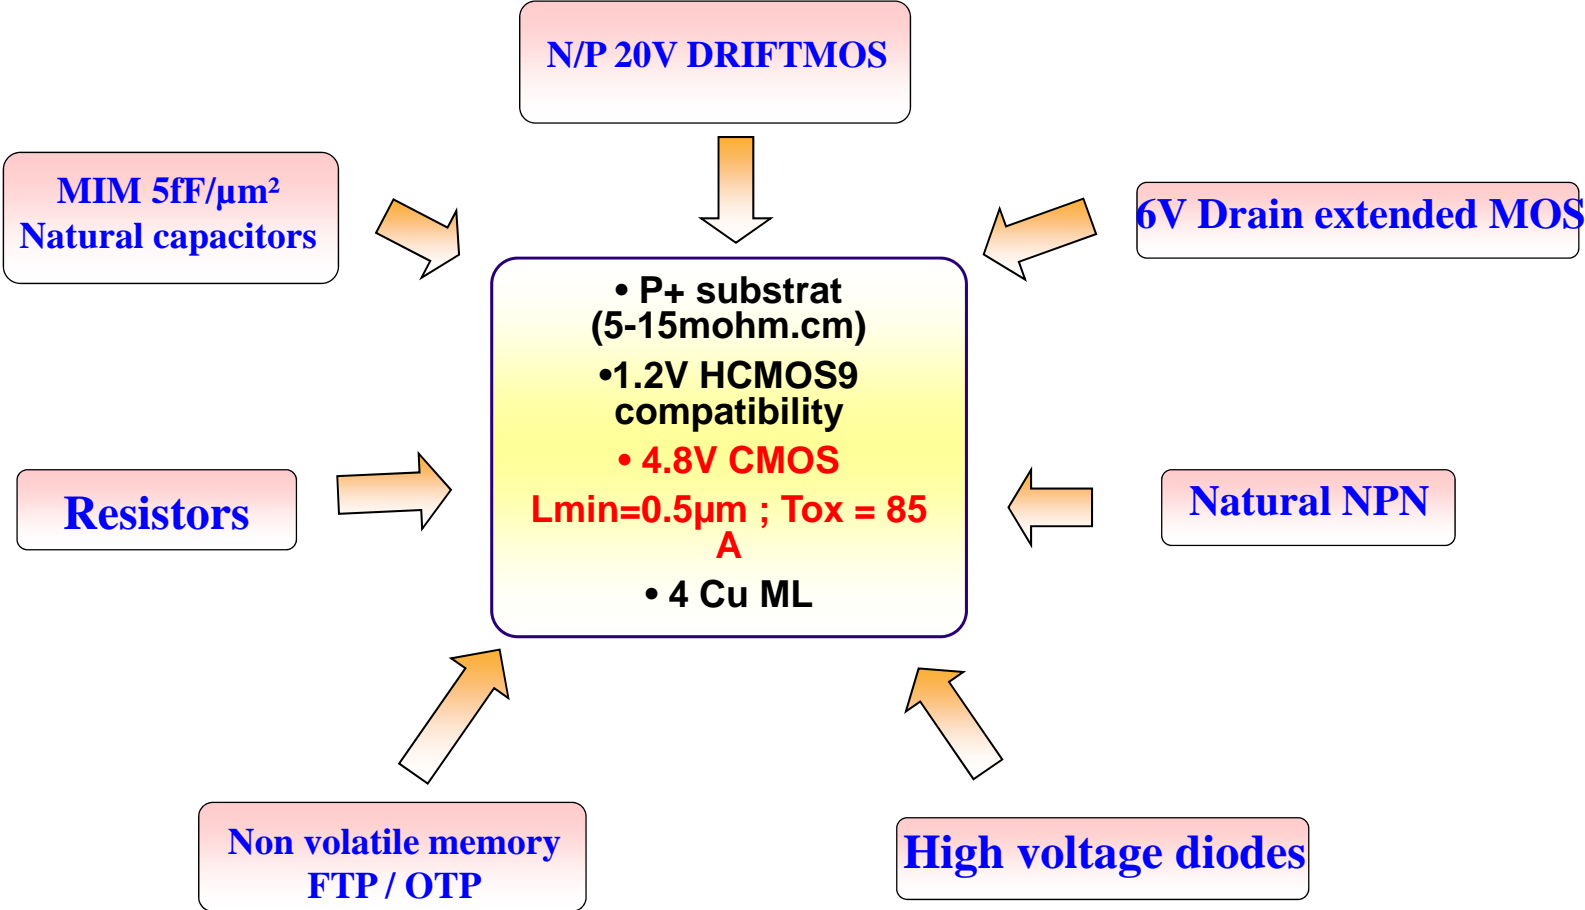 N/P 20V DRIFTMOS
MIM 5fF/µm²
Natural capacitors
6V Drain extended MOS
• P+ substrat
(5-15mohm.cm)
•1.2V HCMOS9
compatibility
• 4.8V CMOS
Lmin=0.5µm ; Tox = 85
A
• 4 Cu ML
Resistors
Natural NPN
Non volatile memory
FTP / OTP
High voltage diodes